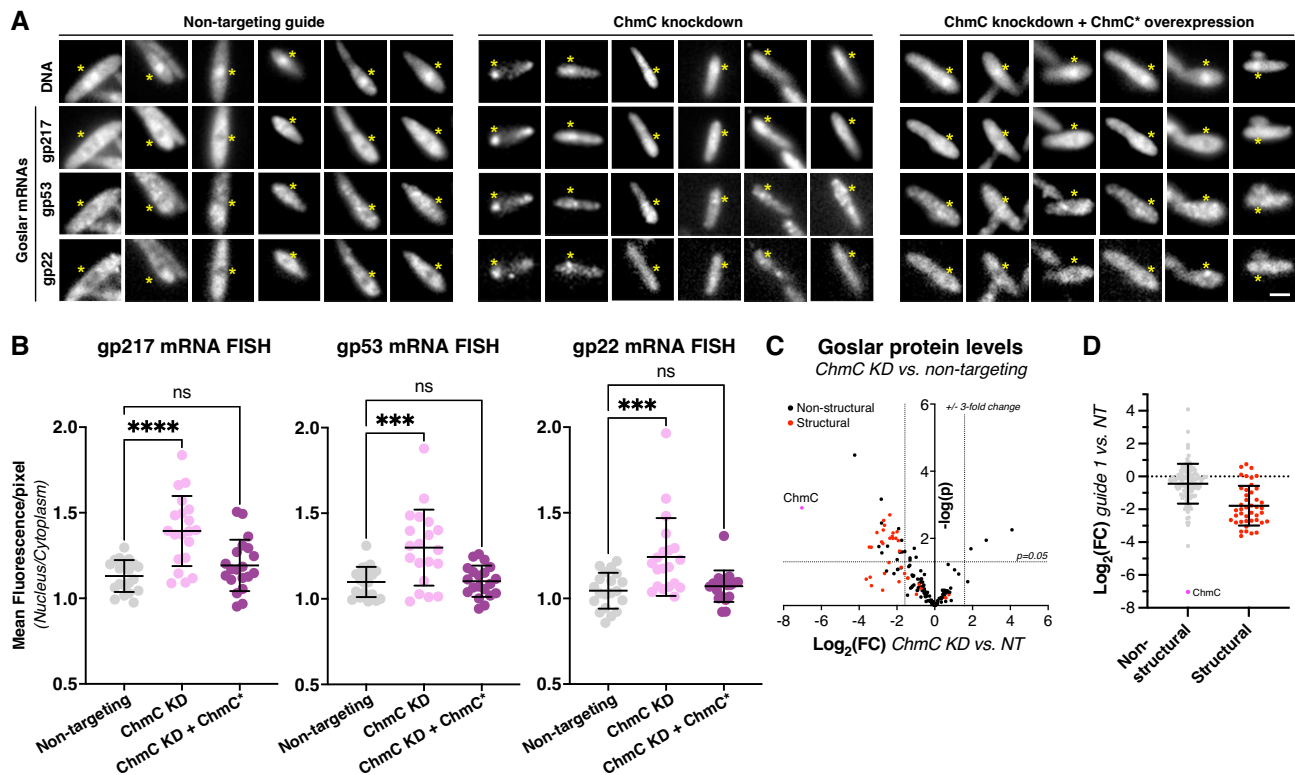 A
Non-targeting guide
ChmC knockdown
ChmC knockdown + ChmC* overexpression
DNA
Goslar mRNAs
gp217
gp53
gp22
B
gp217 mRNA FISH
gp53 mRNA FISH
gp22 mRNA FISH
Mean Fluorescence/pixel
(Nucleus/Cytoplasm)
ns
****
2.0
1.5
1.0
0.5
Non-targeting
ChmC KD
ChmC KD + ChmC*
ns
***
2.0
1.5
1.0
0.5
Non-targeting
ChmC KD
ChmC KD + ChmC*
ns
***
2.0
1.5
1.0
0.5
Non-targeting
ChmC KD
ChmC KD + ChmC*
C
Goslar protein levels
ChmC KD vs. non-targeting
Non-structural
Structural
+/- 3-fold change
6
4
2
-log(p)
ChmC
p=0.05
-8 -6 -4 -2 0 2 4 6
Log2(FC) ChmC KD vs. NT
D
Log2(FC) guide 1 vs. NT
6
4
2
0
-2
-4
-6
-8
ChmC
Non-
structural
Structural